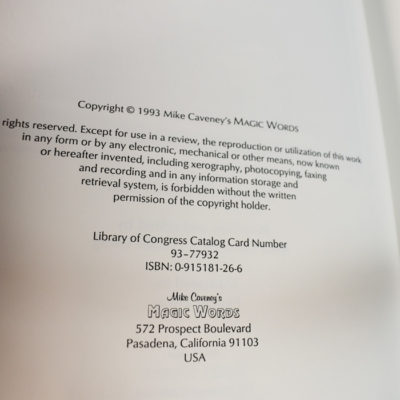 Copyright © 1993 Mike Caveney's MAGIC WORDS
rights reserved. Except for use in a review, the reproduction or utilization of this work
in any form or by any electronic, mechanical or other means, now known
or hereafter invented, including xerography, photocopying, faxing
and recording and in any information storage and
retrieval system, is forbidden without the written
permission of the copyright holder.
Library of Congress Catalog Card Number
93-77932
ISBN: 0-915181-26-6
Mike Caveney's
MAGIC WORDS
572 Prospect Boulevard
Pasadena, California 91103
USA